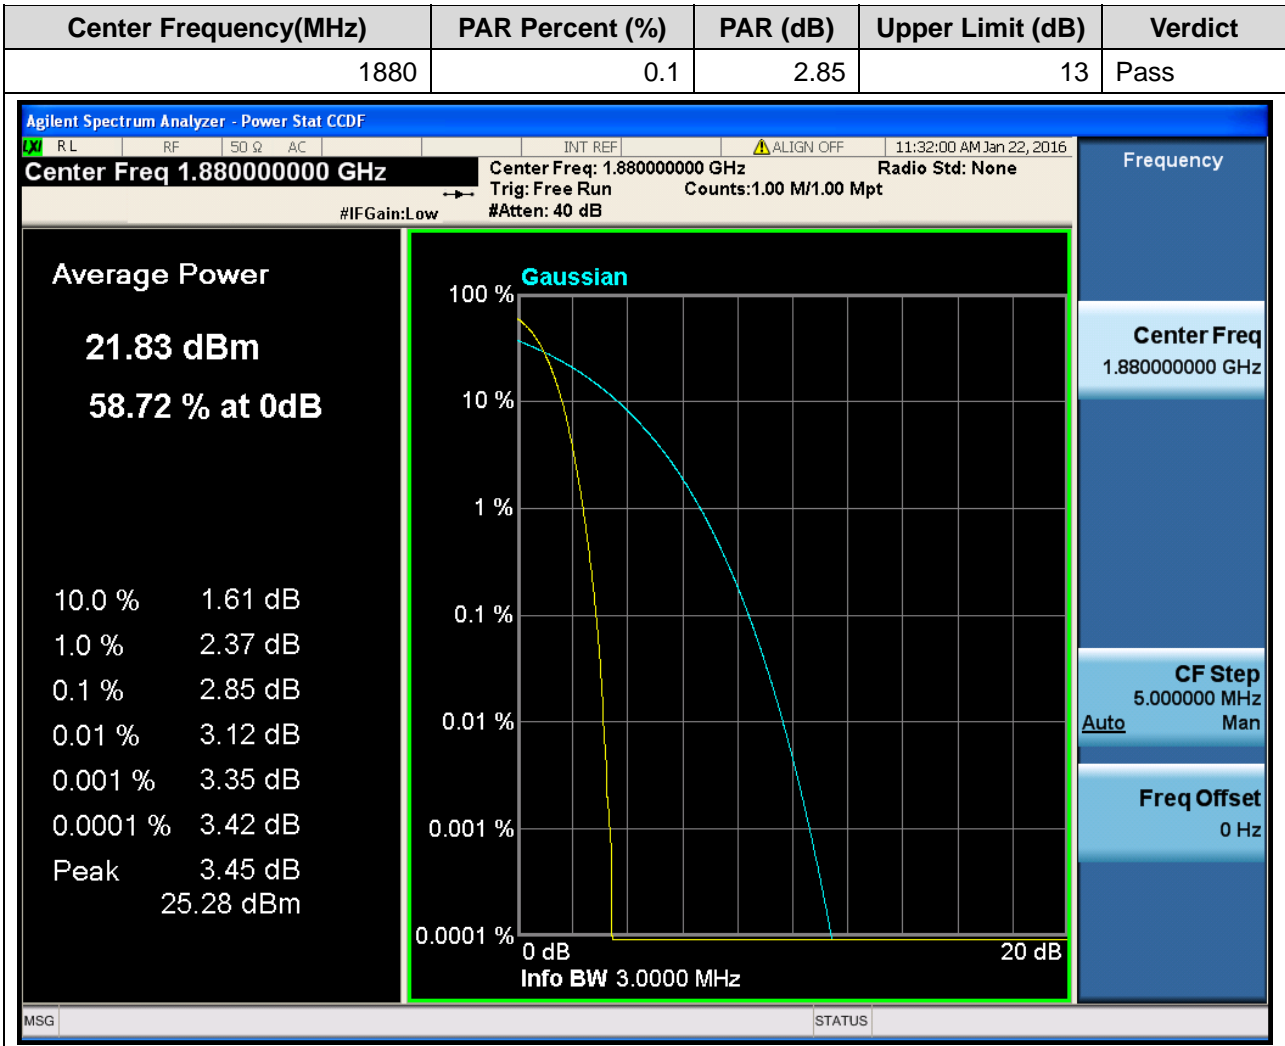 Center Frequency(MHz) PAR Percent (%) PAR (dB) Upper Limit (dB) Verdict
1880 0.1 2.85 13 Pass
Agilent Spectrum Analyzer - Power Stat CCDF
LXI RL RF 50 Ω AC INT REF ALIGN OFF 11:32:00 AM Jan 22, 2016
Center Freq 1.880000000 GHz
Center Freq: 1.880000000 GHz Radio Std: None
Trig: Free Run Counts:1.00 M/1.00 Mpt
#IFGain:Low #Atten: 40 dB
Average Power
21.83 dBm
58.72 % at 0dB
10.0 % 1.61 dB
1.0 % 2.37 dB
0.1 % 2.85 dB
0.01 % 3.12 dB
0.001 % 3.35 dB
0.0001 % 3.42 dB
Peak 3.45 dB
25.28 dBm
Gaussian
100 %
10 %
1 %
0.1 %
0.01 %
0.001 %
0.0001 %
0 dB 20 dB
Info BW 3.0000 MHz
Frequency
Center Freq
1.880000000 GHz
CF Step
5.000000 MHz
Auto Man
Freq Offset
0 Hz
MSG STATUS